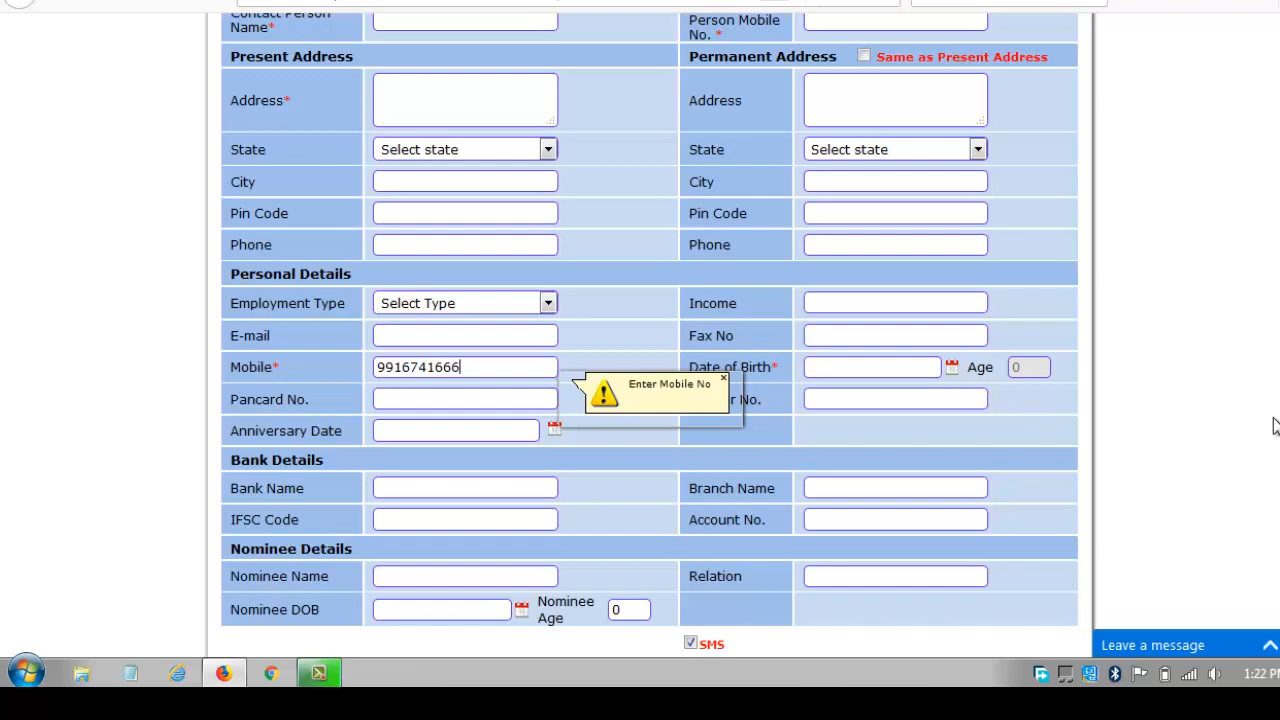 Contact Person
Name*
Person Mobile
No. *
Present Address
Permanent Address
Same as Present Address
Address*
Address
State
Select state
State
Select state
City
City
Pin Code
Pin Code
Phone
Phone
Personal Details
Employment Type
Select Type
Income
E-mail
Fax No
Mobile*
9916741666
Enter Mobile No
Date of Birth*
Age
0
Pancard No.
No.
Anniversary Date
Bank Details
Bank Name
Branch Name
IFSC Code
Account No.
Nominee Details
Nominee Name
Relation
Nominee DOB
Nominee
Age
0
SMS
Leave a message
1:22 PM